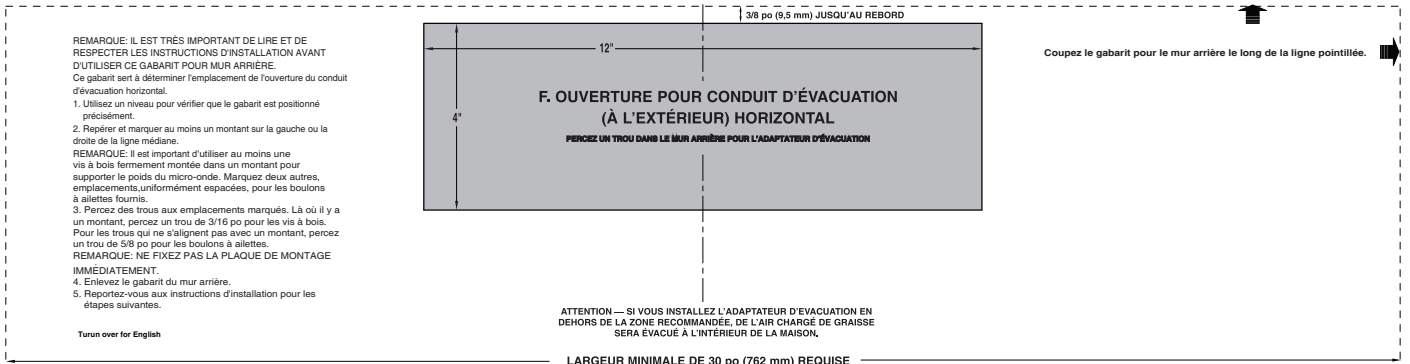 3/8 po (9,5 mm) JUSQU'AU REBORD
REMARQUE: IL EST TRÈS IMPORTANT DE LIRE ET DE
RESPECTER LES INSTRUCTIONS D'INSTALLATION AVANT
D'UTILISER CE GABARIT POUR MUR ARRIÈRE.
Ce gabarit sert à déterminer l'emplacement de l'ouverture du conduit
d'évacuation horizontal.
1. Utilisez un niveau pour vérifier que le gabarit est positionné
précisément.
2. Repérer et marquer au moins un montant sur la gauche ou la
droite de la ligne médiane.
REMARQUE: Il est important d'utiliser au moins une
vis à bois fermement montée dans un montant pour
supporter le poids du micro-onde. Marquez deux autres,
emplacements,uniformément espacées, pour les boulons
à ailettes fournis.
3. Percez des trous aux emplacements marqués. Là où il y a
un montant, percez un trou de 3/16 po pour les vis à bois.
Pour les trous qui ne s'alignent pas avec un montant, percez
un trou de 5/8 po pour les boulons à ailettes.
REMARQUE: NE FIXEZ PAS LA PLAQUE DE MONTAGE
IMMÉDIATEMENT.
4. Enlevez le gabarit du mur arrière.
5. Reportez-vous aux instructions d'installation pour les
étapes suivantes.
Turun over for English
12"
4"
F. OUVERTURE POUR CONDUIT D'ÉVACUATION
(À L'EXTÉRIEUR) HORIZONTAL
PERCEZ UN TROU DANS LE MUR ARRIÈRE POUR L'ADAPTATEUR D'ÉVACUATION
Coupez le gabarit pour le mur arrière le long de la ligne pointillée.
ATTENTION — SI VOUS INSTALLEZ L'ADAPTATEUR D'EVACUATION EN
DEHORS DE LA ZONE RECOMMANDÉE, DE L'AIR CHARGÉ DE GRAISSE
SERA ÉVACUÉ À L'INTÉRIEUR DE LA MAISON.
LARGEUR MINIMALE DE 30 po (762 mm) REQUISE